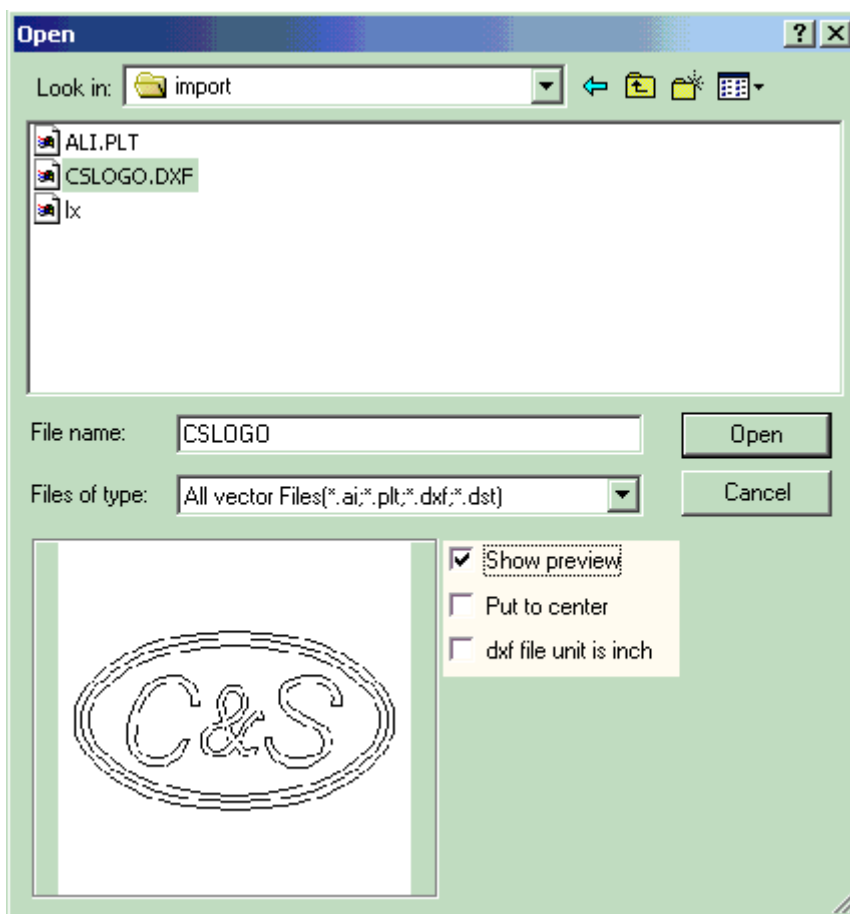 Open
Look in: import
ALI.PLT
CSLOGO.DXF
lx
File name: CSLOGO Open
Files of type: All vector Files(*.ai;*.plt;*.dxf;*.dst) Cancel
Show preview
Put to center
dxf file unit is inch
C&S